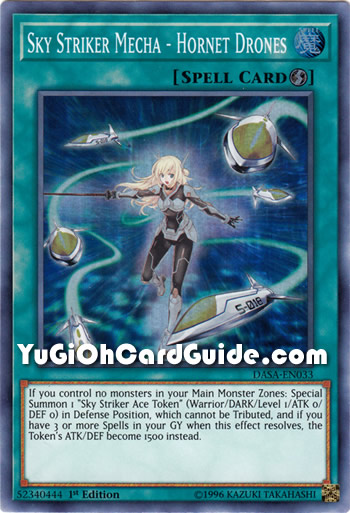 Sky Striker Mecha - Hornet Drones
魔
[Spell Card]
S-018
YuGiOhCardGuide.com
DASA-EN033
If you control no monsters in your Main Monster Zones: Special
Summon 1 "Sky Striker Ace Token" (Warrior/DARK/Level 1/ATK 0/
DEF 0) in Defense Position, which cannot be Tributed, and if you
have 3 or more Spells in your GY when this effect resolves, the
Token's ATK/DEF become 1500 instead.
52340444 1st Edition ©1996 KAZUKI TAKAHASHI